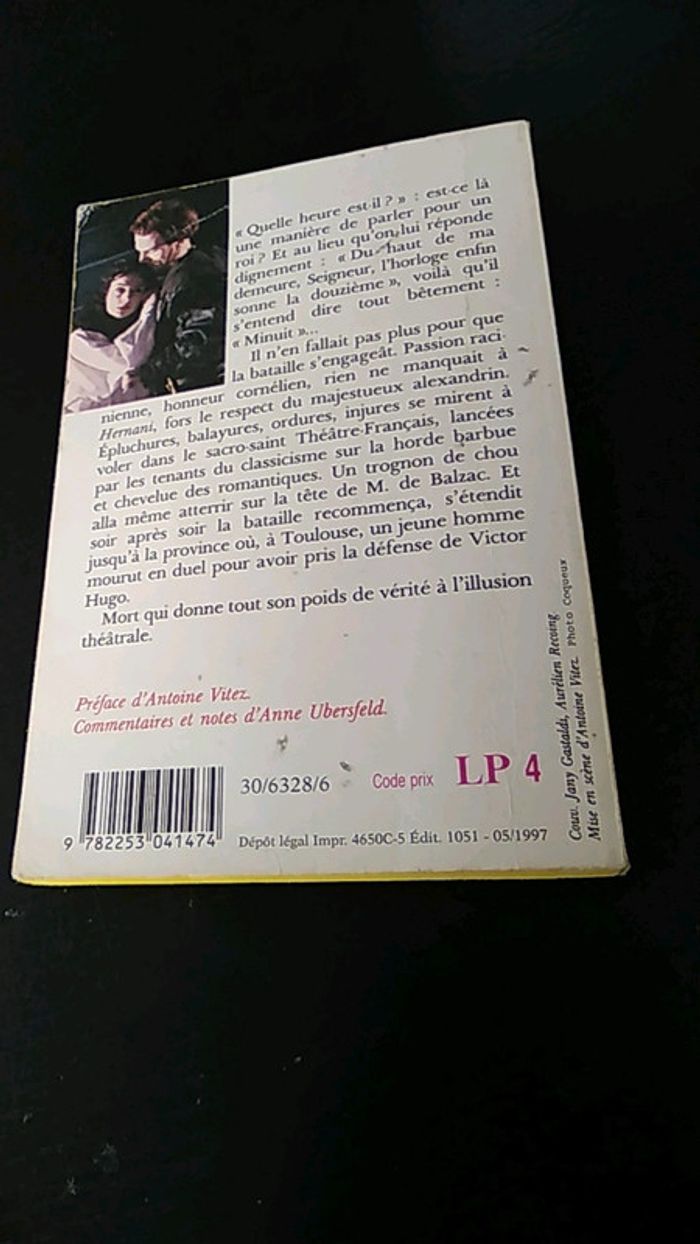 « Quelle heure est-il ? » : est-ce là
une manière de parler pour un
roi ? Et au lieu qu'on lui réponde
dignement : « Du haut de ma
demeure, Seigneur, l'horloge enfin
sonne la douzième », voilà qu'il
s'entend dire tout bêtement :
« Minuit »...
Il n'en fallait pas plus pour que
la bataille s'engageât. Passion raci-
nienne, honneur cornélien, rien ne manquait à
Hernani, fors le respect du majestueux alexandrin.
Épluchures, balayures, ordures, injures se mirent à
voler dans le sacro-saint Théâtre-Français, lancées
par les tenants du classicisme sur la horde barbue
et chevelue des romantiques. Un trognon de chou
alla même atterrir sur la tête de M. de Balzac. Et
soir après soir la bataille recommença, s'étendit
jusqu'à la province où, à Toulouse, un jeune homme
mourut en duel pour avoir pris la défense de Victor
Hugo.
Mort qui donne tout son poids de vérité à l'illusion
théâtrale.
Préface d'Antoine Vitez.
Commentaires et notes d'Anne Ubersfeld.
30/6328/6
Code prix LP 4
9 782253 041474
Dépôt légal Impr. 4650C-5 Édit. 1051 - 05/1997
Couv. Jany Gastaldi, Aurélien Recoing
Mise en scène d'Antoine Vitez. Photo Coqueux